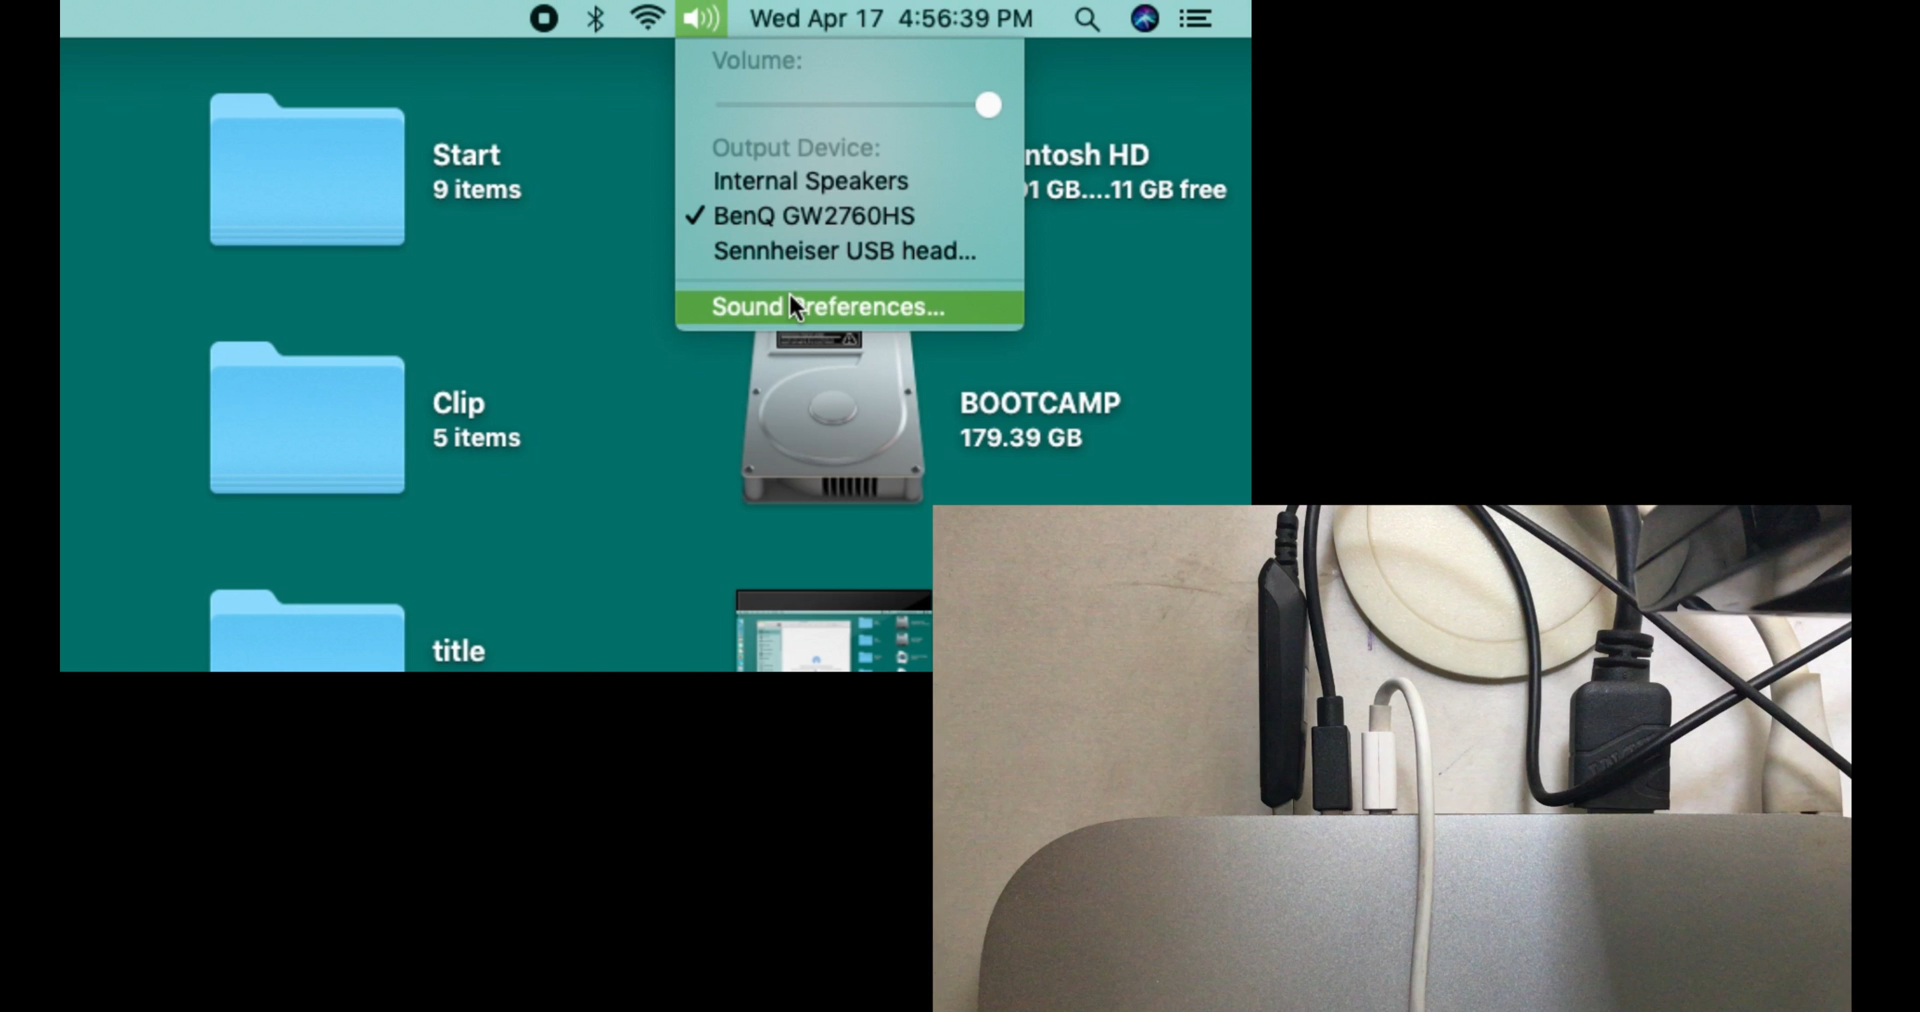 Wed Apr 17 4:56:39 PM
Volume:
Output Device:
Internal Speakers
✓ BenQ GW2760HS
Sennheiser USB head...
Sound Preferences...
Start
9 items
ntosh HD
1 GB....11 GB free
Clip
5 items
BOOTCAMP
179.39 GB
title